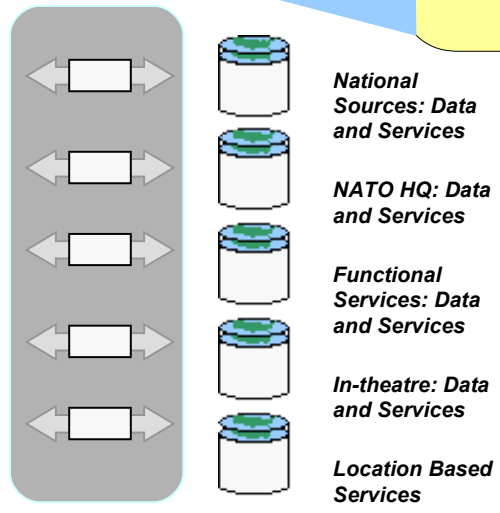 National
Sources: Data
and Services
NATO HQ: Data
and Services
Functional
Services: Data
and Services
In-theatre: Data
and Services
Location Based
Services